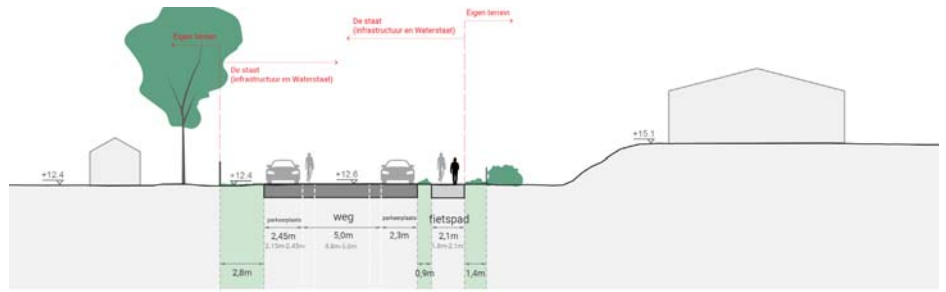 De staat
(infrastructuur en Waterstaat)
Eigen terrein
Eigen terrein
De staat
(infrastructuur en Waterstaat)
+15.1
+12.4
+12.4
+12.6
parkeerplaats
weg
parkeerplaats
fietspad
2,45m
5,0m
2,3m
2,1m
2,15m-2,45m
4.8m-5.0m
1.8m-2.1m
2,8m
0,9m
1,4m